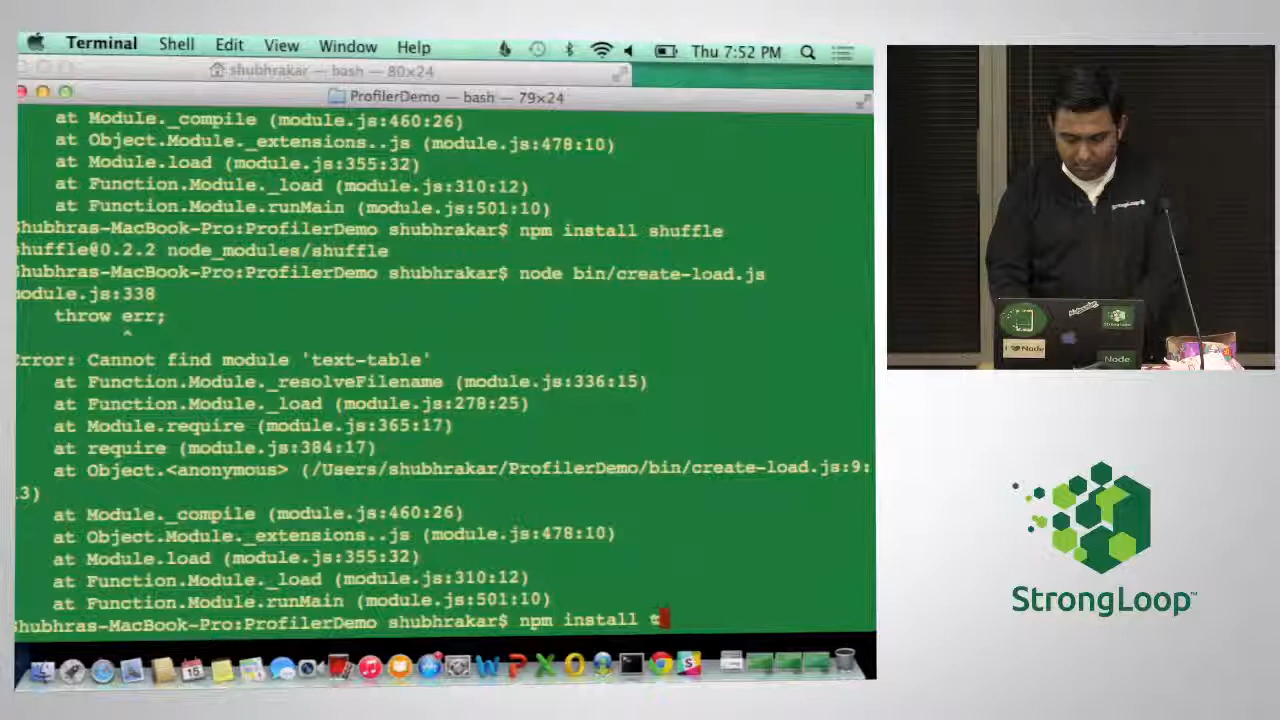 Terminal Shell Edit View Window Help Thu 7:52 PM
shubhrakar — bash — 80×24
ProfilerDemo — bash — 79×24
at Module._compile (module.js:460:26)
at Object.Module._extensions..js (module.js:478:10)
at Module.load (module.js:355:32)
at Function.Module._load (module.js:310:12)
at Function.Module.runMain (module.js:501:10)
Shubhras-MacBook-Pro:ProfilerDemo shubhrakar$ npm install shuffle
shuffle@0.2.2 node_modules/shuffle
Shubhras-MacBook-Pro:ProfilerDemo shubhrakar$ node bin/create-load.js
module.js:338
throw err;
^
Error: Cannot find module 'text-table'
at Function.Module._resolveFilename (module.js:336:15)
at Function.Module._load (module.js:278:25)
at Module.require (module.js:365:17)
at require (module.js:384:17)
at Object.<anonymous> (/Users/shubhrakar/ProfilerDemo/bin/create-load.js:9:
13)
at Module._compile (module.js:460:26)
at Object.Module._extensions..js (module.js:478:10)
at Module.load (module.js:355:32)
at Function.Module._load (module.js:310:12)
at Function.Module.runMain (module.js:501:10)
Shubhras-MacBook-Pro:ProfilerDemo shubhrakar$ npm install t
StrongLoop
I Node
Node
StrongLoop™